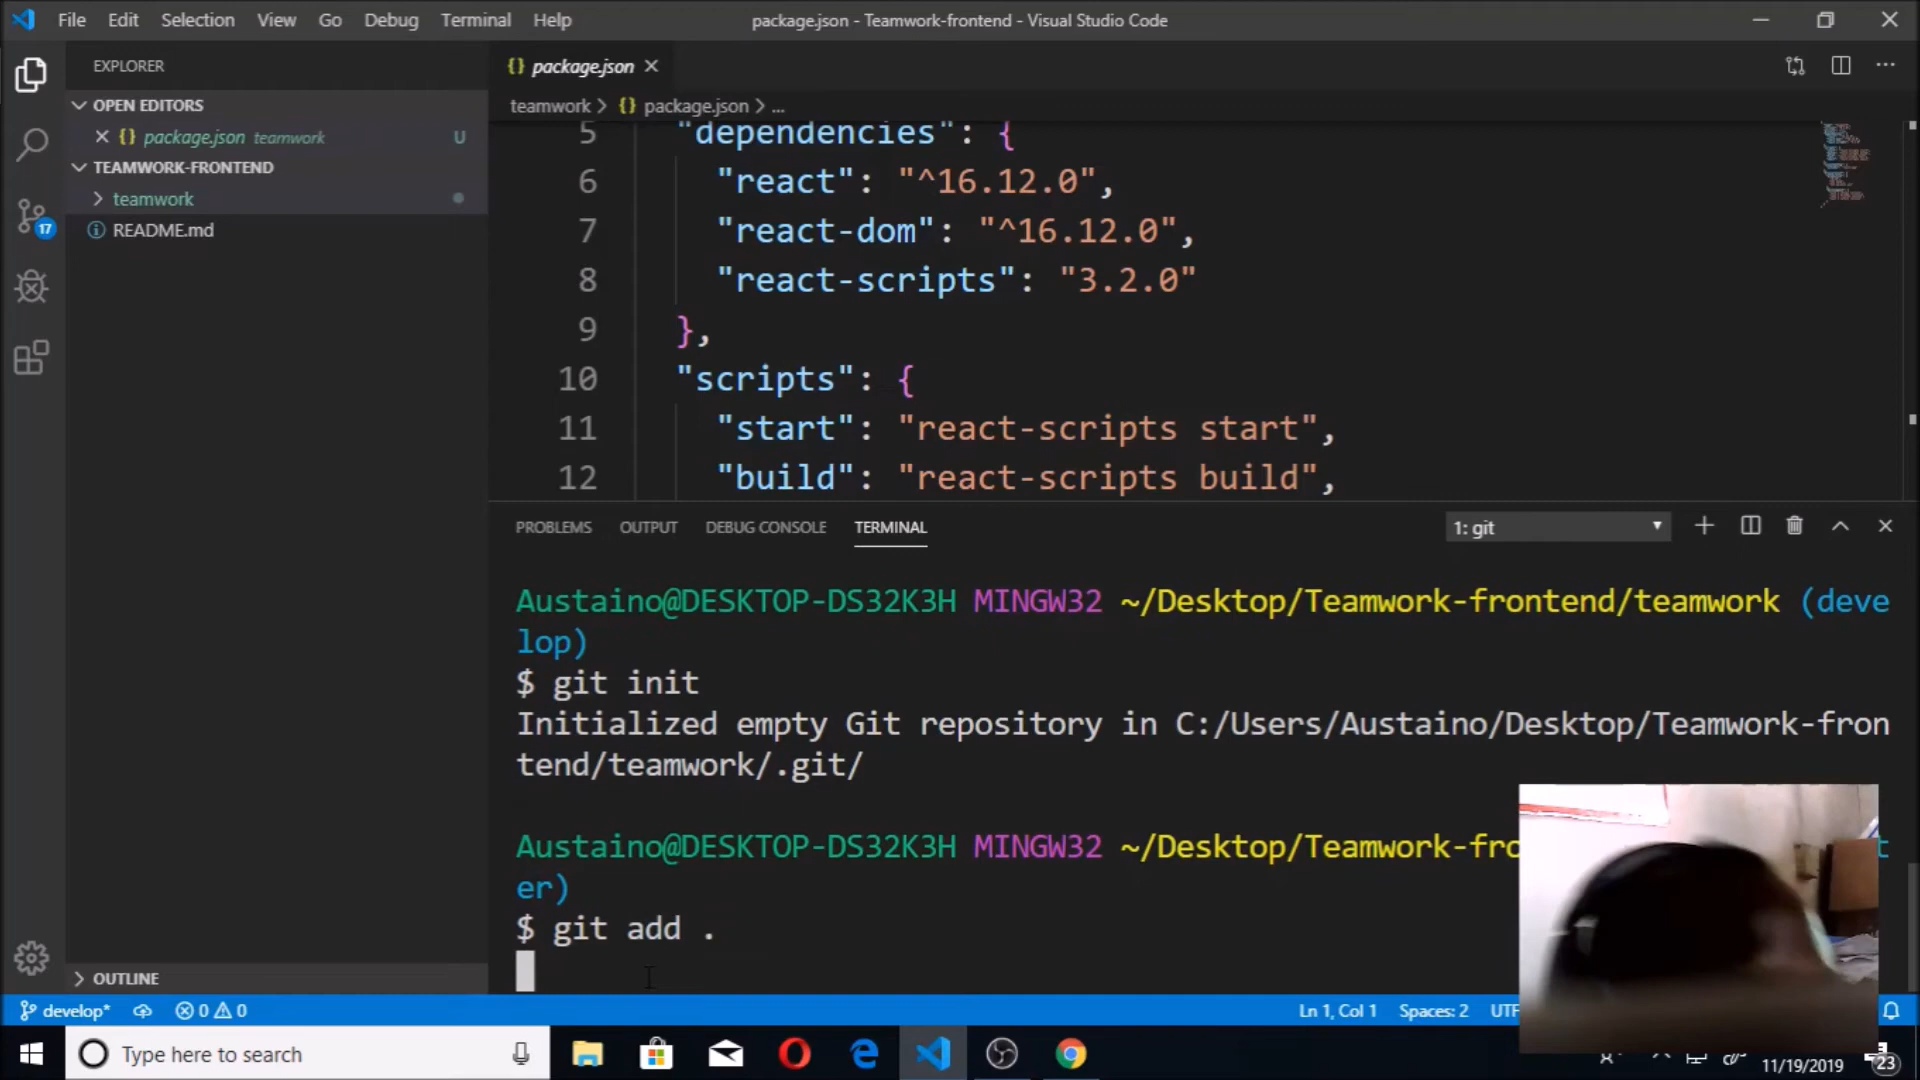 File Edit Selection View Go Debug Terminal Help
package.json - Teamwork-frontend - Visual Studio Code
EXPLORER
OPEN EDITORS
package.json teamwork U
TEAMWORK-FRONTEND
teamwork
README.md
17
OUTLINE
package.json
teamwork > {} package.json > ...
5 "dependencies": {
6 "react": "^16.12.0",
7 "react-dom": "^16.12.0",
8 "react-scripts": "3.2.0"
9 },
10 "scripts": {
11 "start": "react-scripts start",
12 "build": "react-scripts build",
PROBLEMS OUTPUT DEBUG CONSOLE TERMINAL
1: git
Austaino@DESKTOP-DS32K3H MINGW32 ~/Desktop/Teamwork-frontend/teamwork (deve
lop)
$ git init
Initialized empty Git repository in C:/Users/Austaino/Desktop/Teamwork-fron
tend/teamwork/.git/
Austaino@DESKTOP-DS32K3H MINGW32 ~/Desktop/Teamwork-fro
er)
$ git add .
develop* 0 0
Ln 1, Col 1 Spaces: 2 UTF
Type here to search
11/19/2019
23